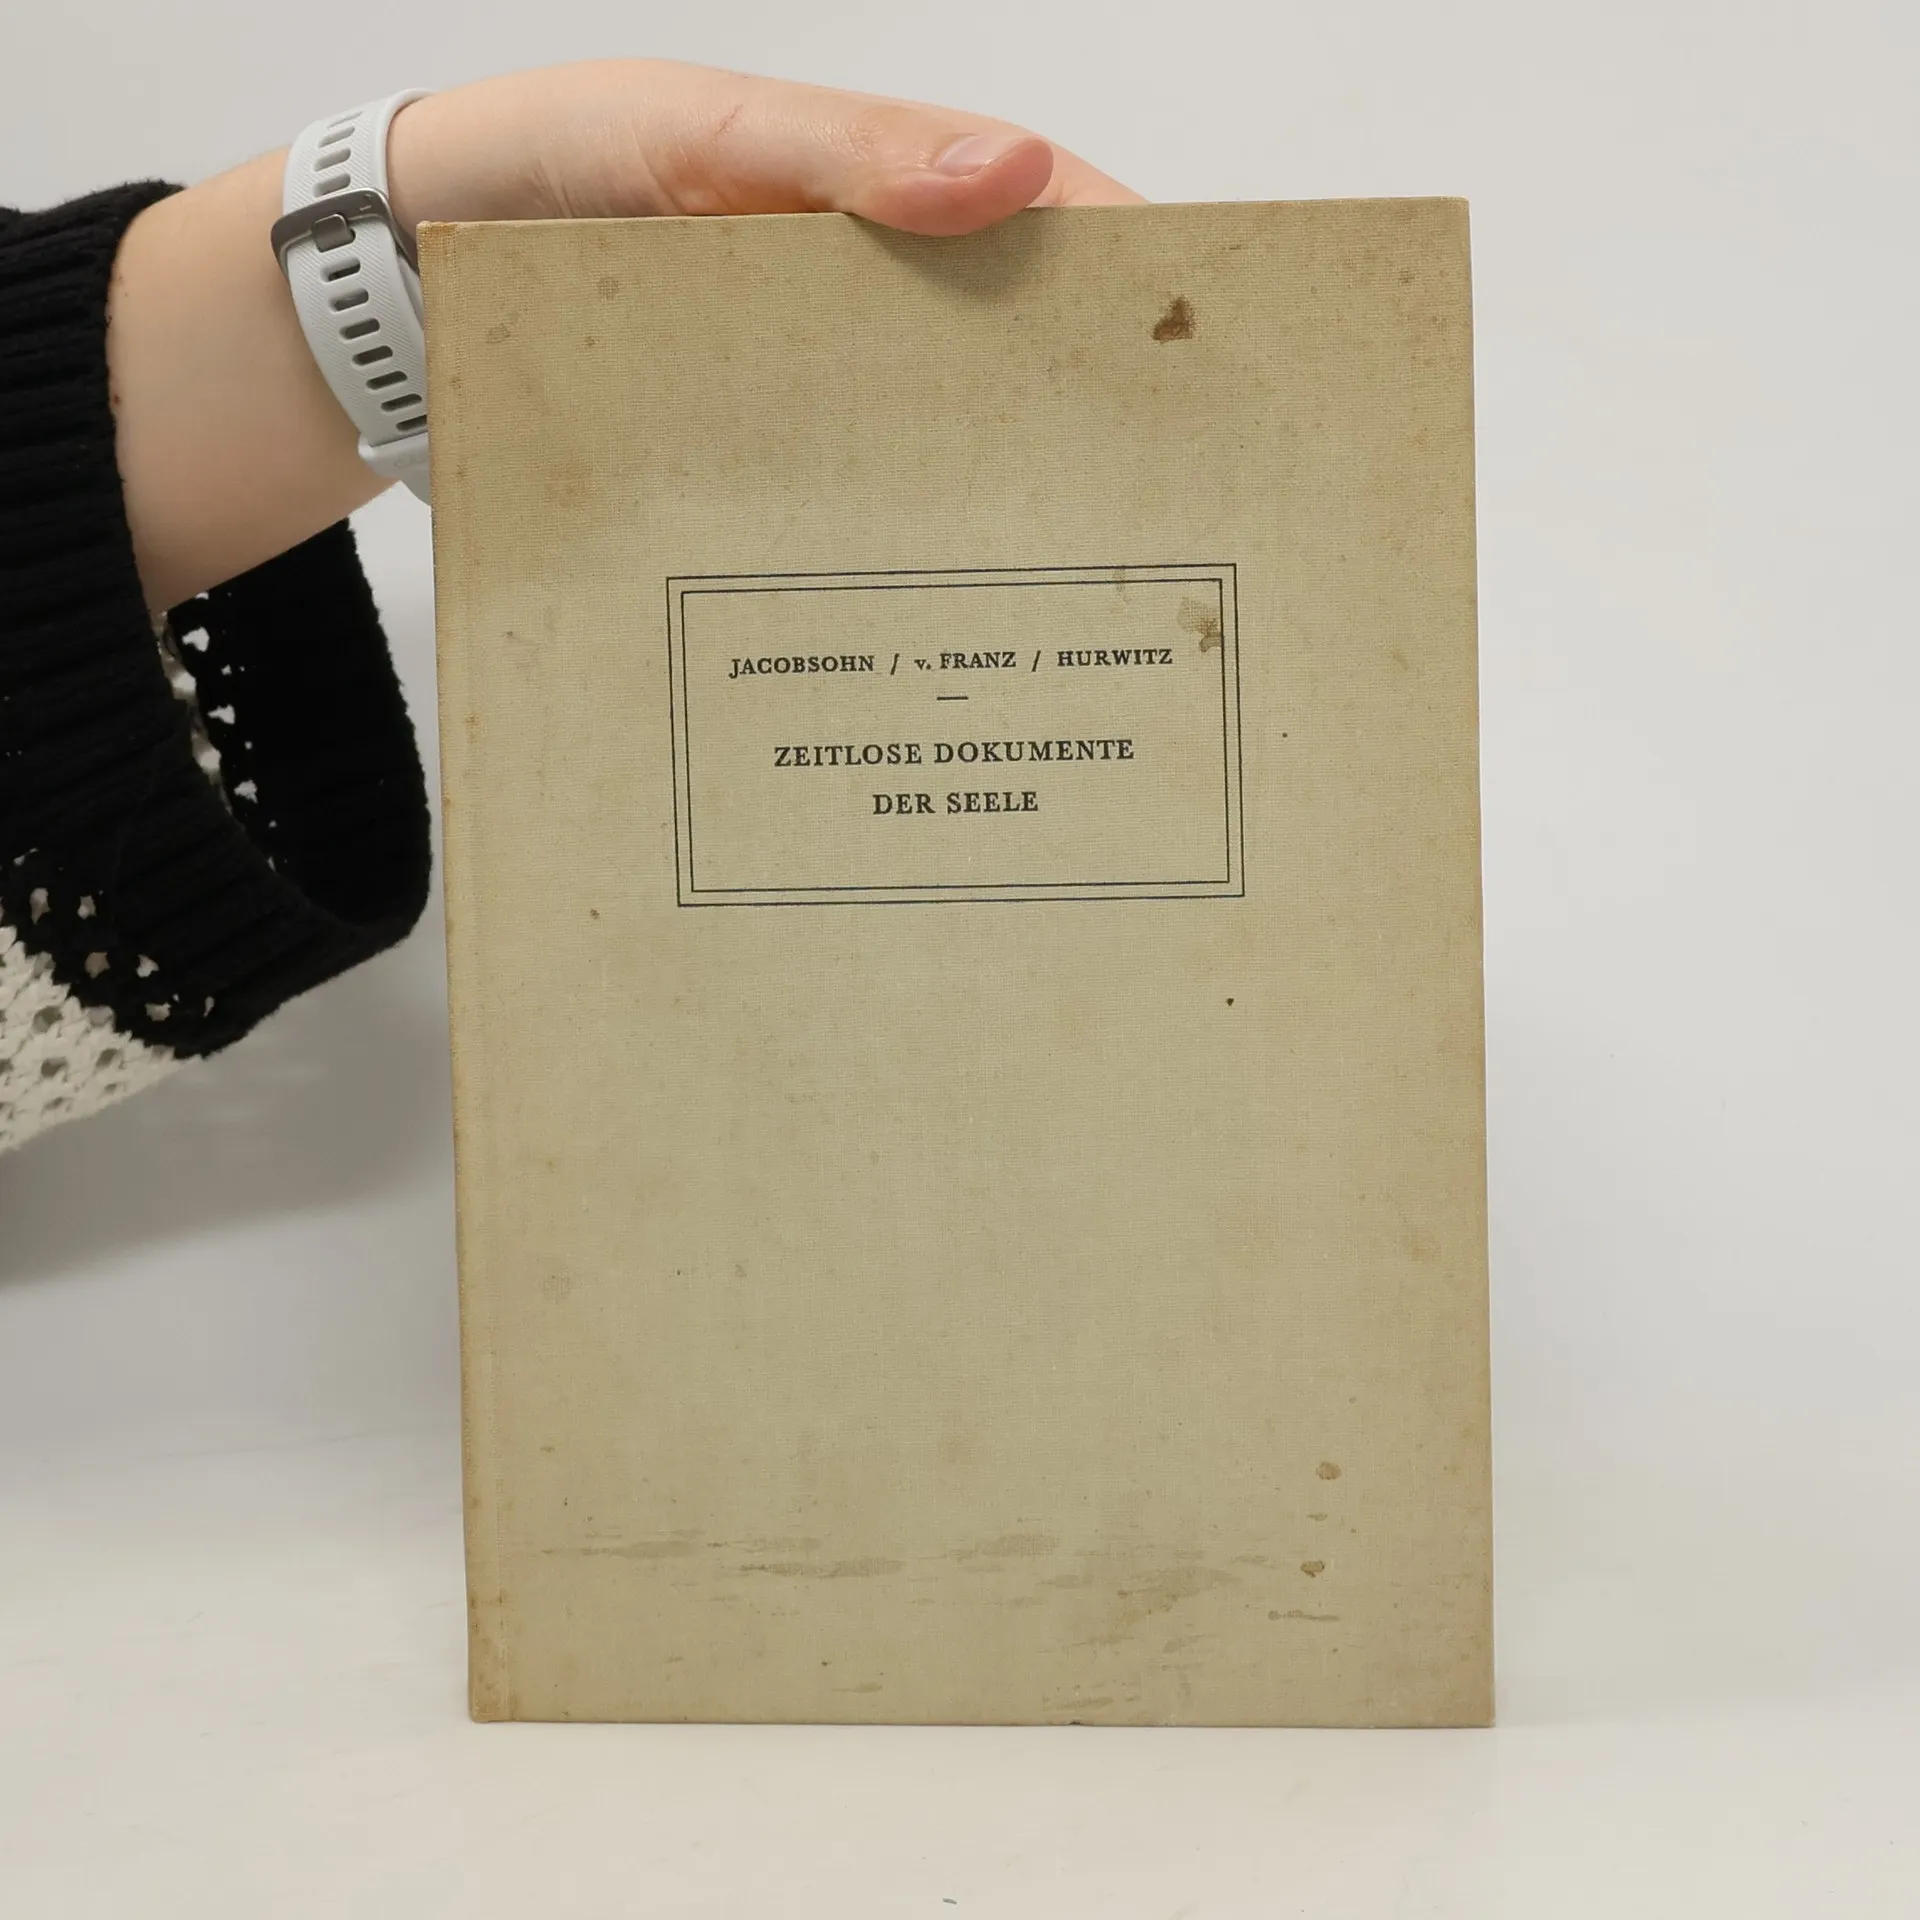 JACOBSOHN / v. FRANZ / HURWITZ
ZEITLOSE DOKUMENTE
DER SEELE